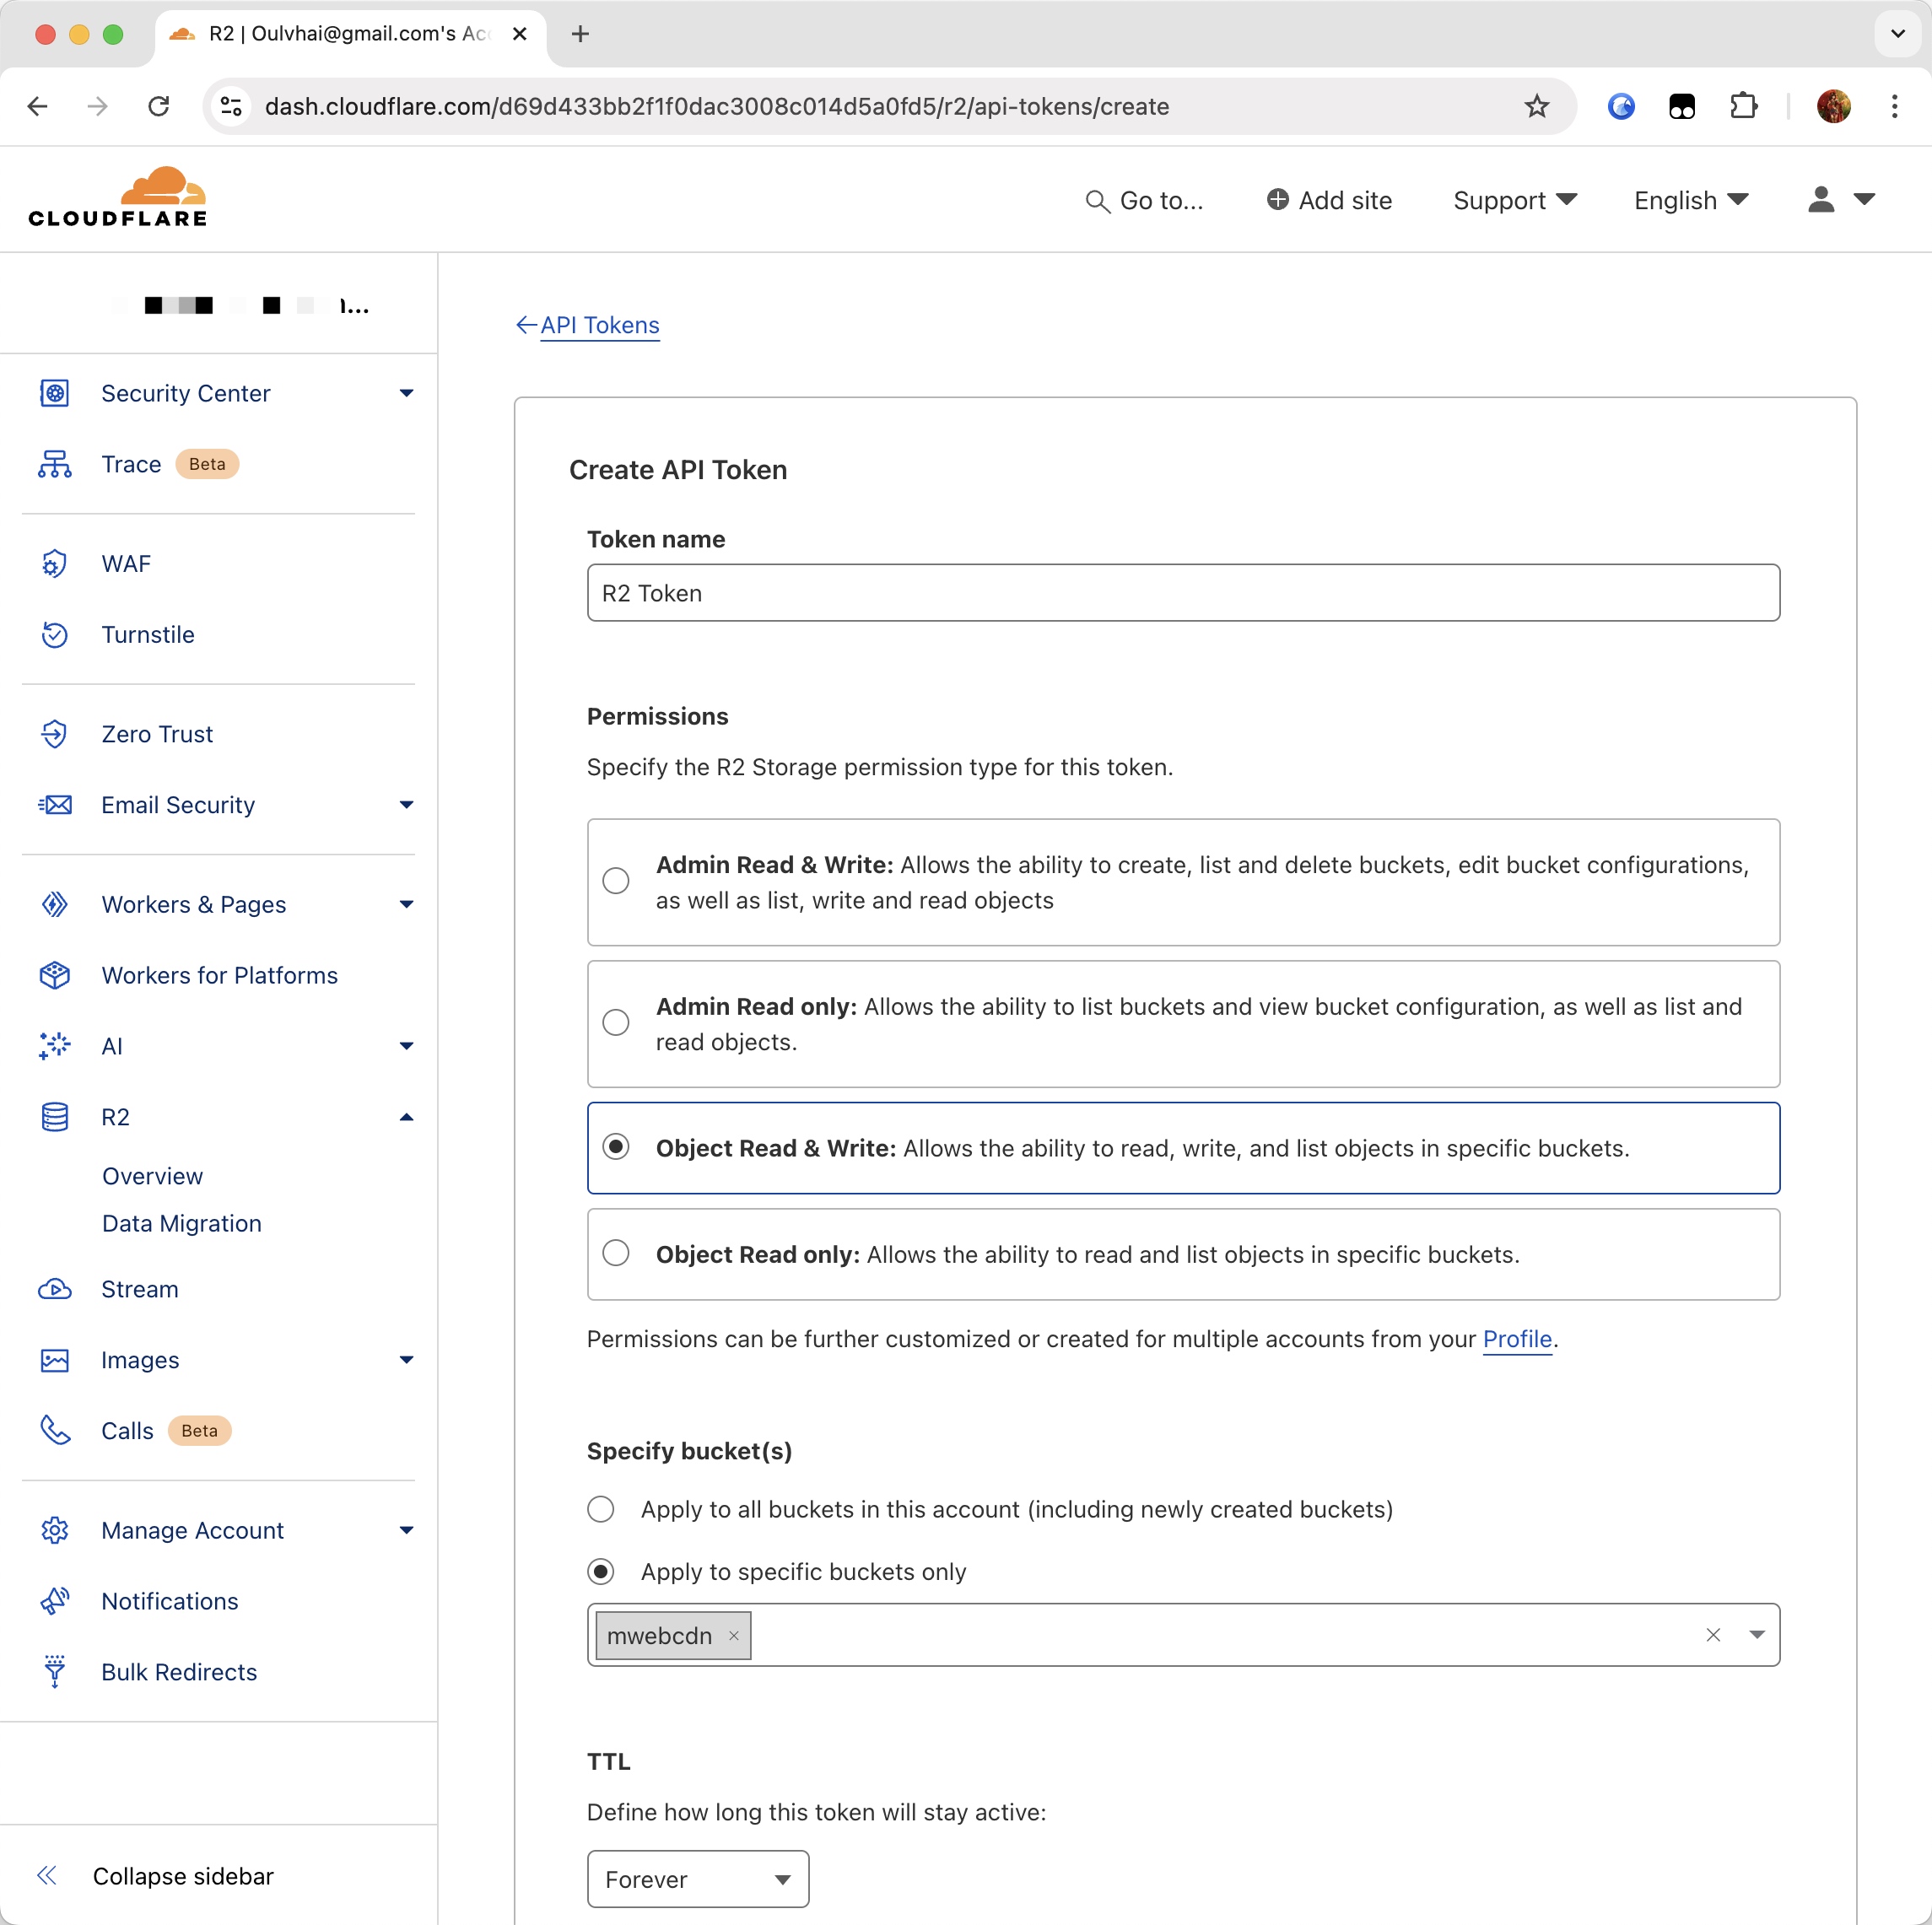 R2 | Oulvhai@gmail.com's Acc
dash.cloudflare.com/d69d433bb2f1f0dac3008c014d5a0fd5/r2/api-tokens/create
CLOUDFLARE
Go to...
Add site
Support
English
...
Security Center
Trace Beta
WAF
Turnstile
Zero Trust
Email Security
Workers & Pages
Workers for Platforms
AI
R2
Overview
Data Migration
Stream
Images
Calls Beta
Manage Account
Notifications
Bulk Redirects
Collapse sidebar
API Tokens
Create API Token
Token name
R2 Token
Permissions
Specify the R2 Storage permission type for this token.
Admin Read & Write: Allows the ability to create, list and delete buckets, edit bucket configurations,
as well as list, write and read objects
Admin Read only: Allows the ability to list buckets and view bucket configuration, as well as list and
read objects.
Object Read & Write: Allows the ability to read, write, and list objects in specific buckets.
Object Read only: Allows the ability to read and list objects in specific buckets.
Permissions can be further customized or created for multiple accounts from your Profile.
Specify bucket(s)
Apply to all buckets in this account (including newly created buckets)
Apply to specific buckets only
mwebcdn
TTL
Define how long this token will stay active:
Forever